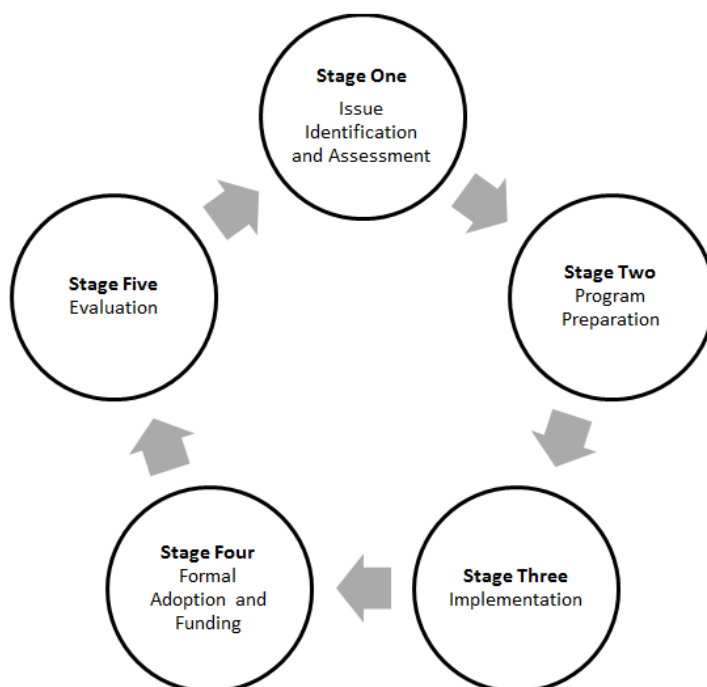 Stage One
Issue
Identification
and Assessment
Stage Two
Program
Preparation
Stage Three
Implementation
Stage Four
Formal
Adoption and
Funding
Stage Five
Evaluation